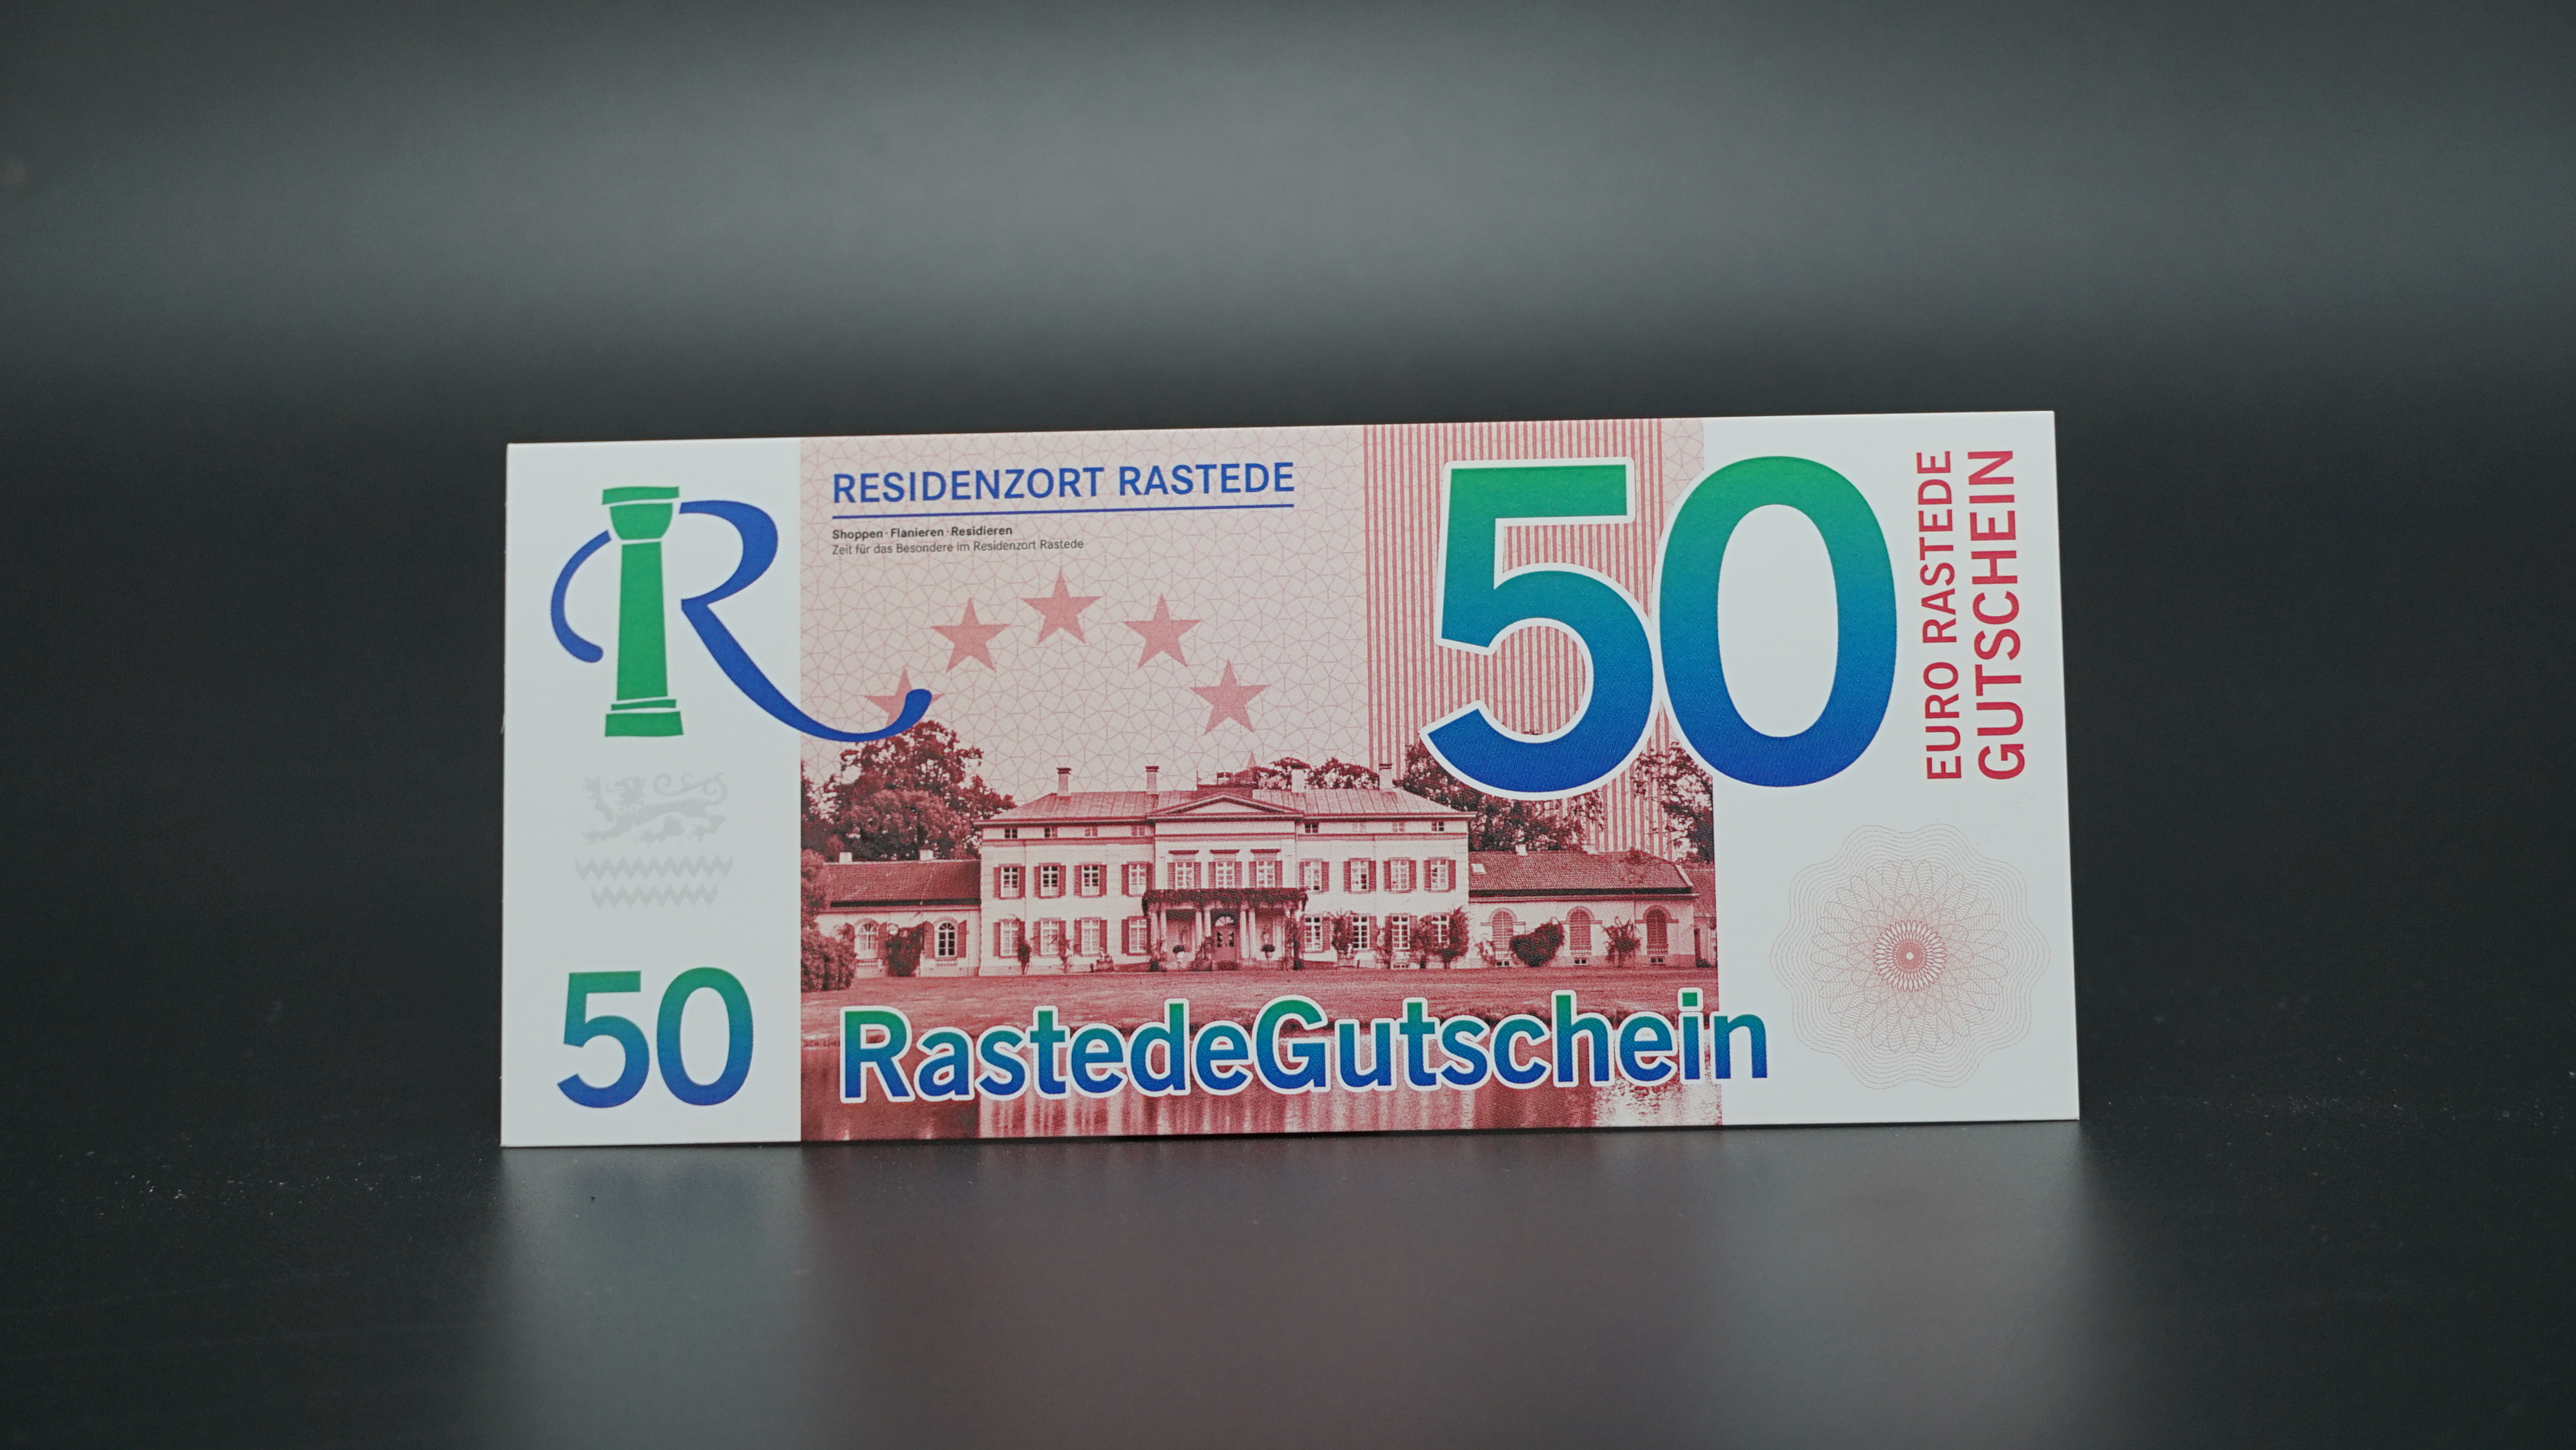 R
RESIDENZORT RASTEDE
Shoppen · Flanieren · Residieren
Zeit für das Besondere im Residenzort Rastede
50
EURO RASTEDE
GUTSCHEIN
50
RastedeGutschein